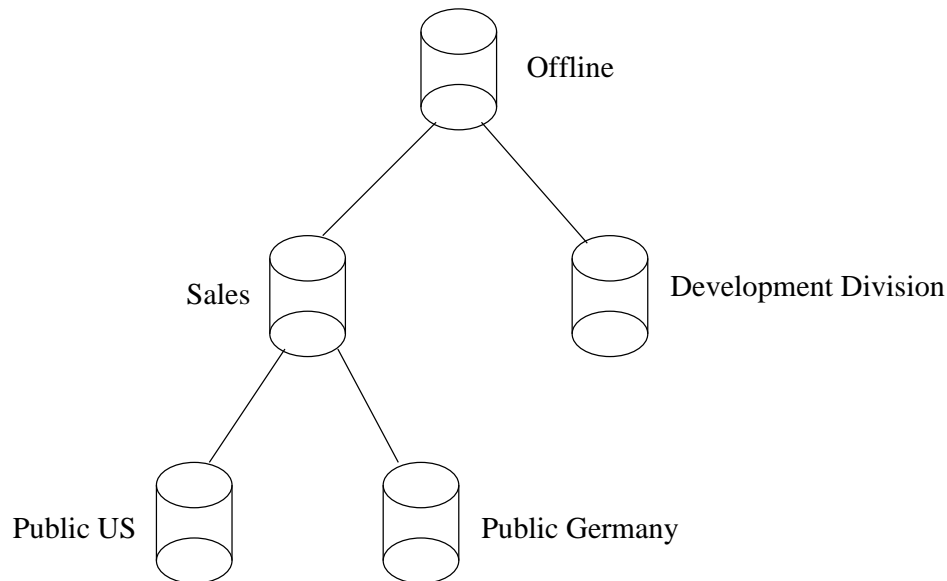 Offline
Sales
Development Division
Public US
Public Germany